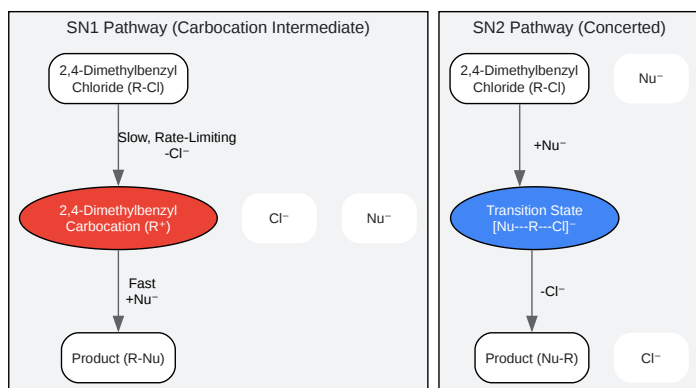 SN1 Pathway (Carbocation Intermediate)
2,4-Dimethylbenzyl
Chloride (R-Cl)
Slow, Rate-Limiting
-Cl⁻
2,4-Dimethylbenzyl
Carbocation (R⁺)
Cl⁻
Nu⁻
Fast
+Nu⁻
Product (R-Nu)
SN2 Pathway (Concerted)
2,4-Dimethylbenzyl
Chloride (R-Cl)
Nu⁻
+Nu⁻
Transition State
[Nu---R---Cl]⁻
-Cl⁻
Product (Nu-R)
Cl⁻